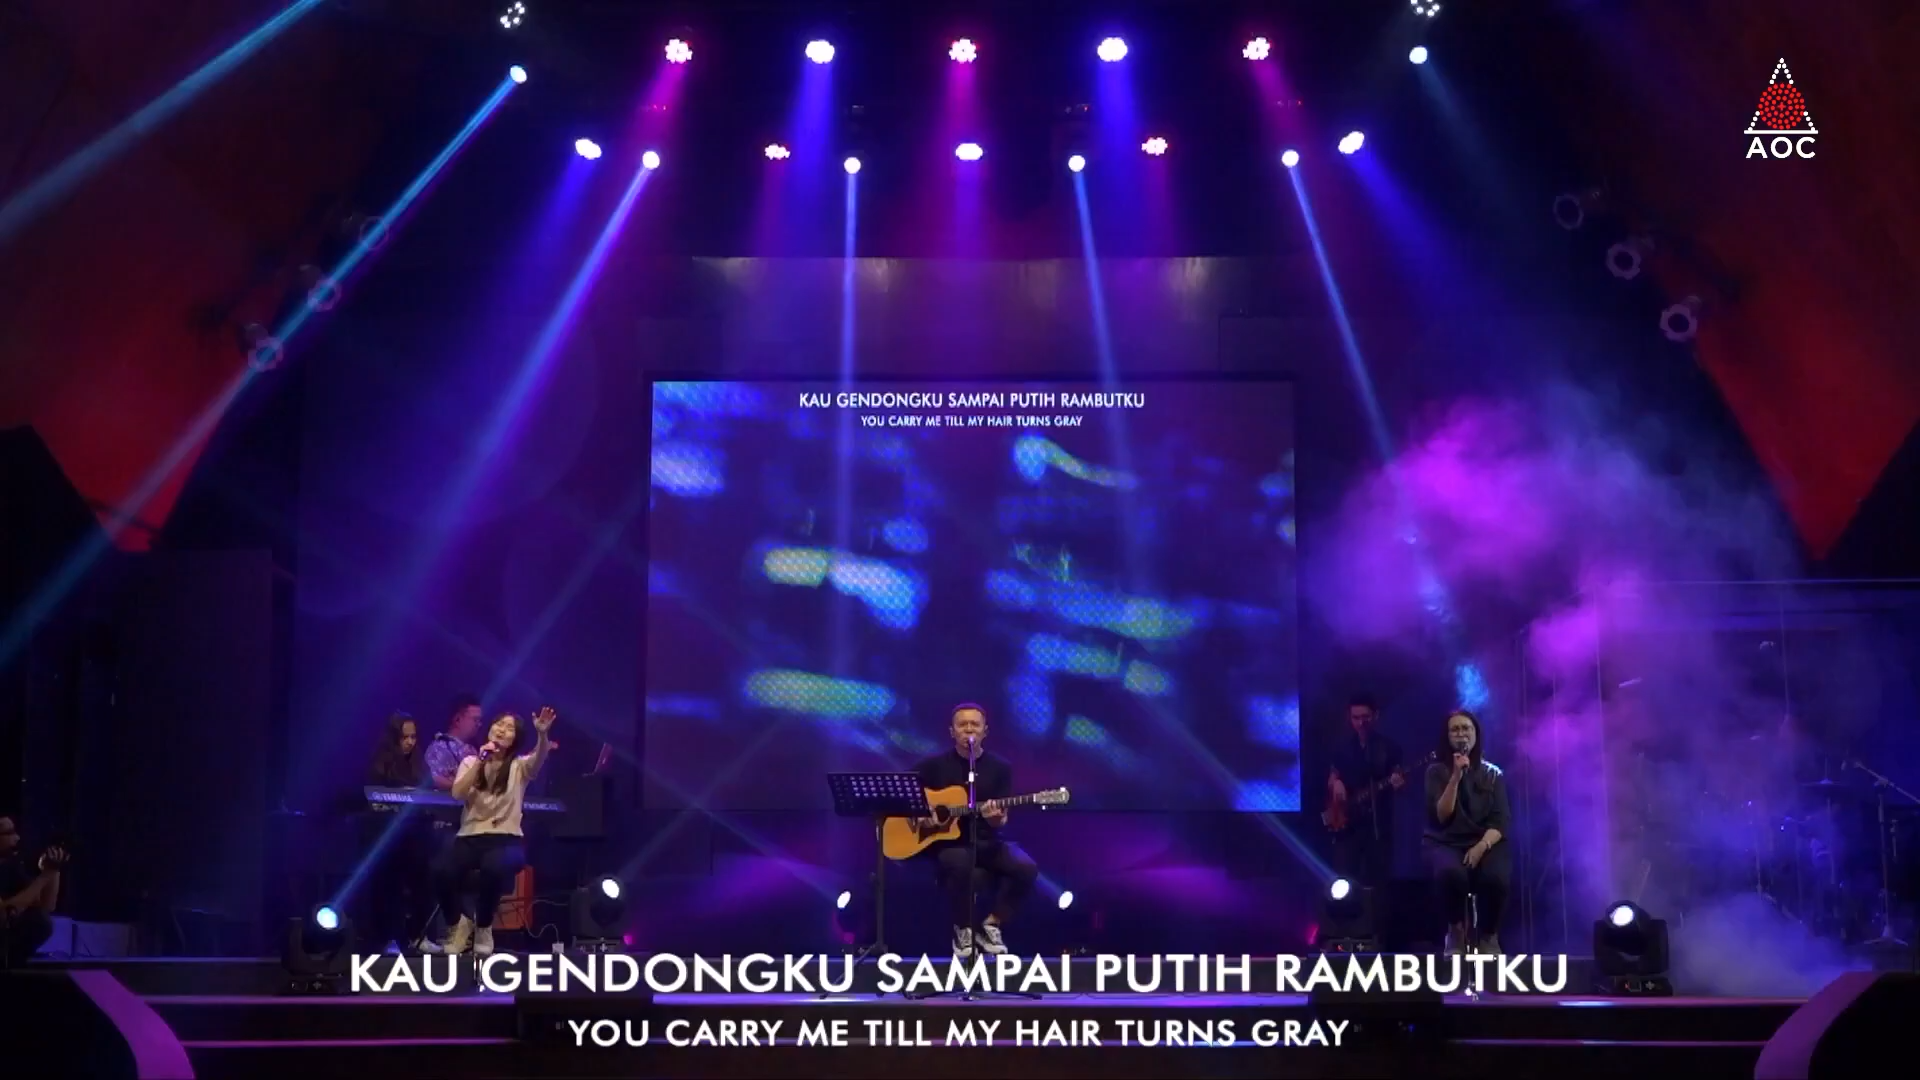 AOC
KAU GENDONGKU SAMPAI PUTIH RAMBUTKU
YOU CARRY ME TILL MY HAIR TURNS GRAY
YAMAHA
KAU GENDONGKU SAMPAI PUTIH RAMBUTKU
YOU CARRY ME TILL MY HAIR TURNS GRAY